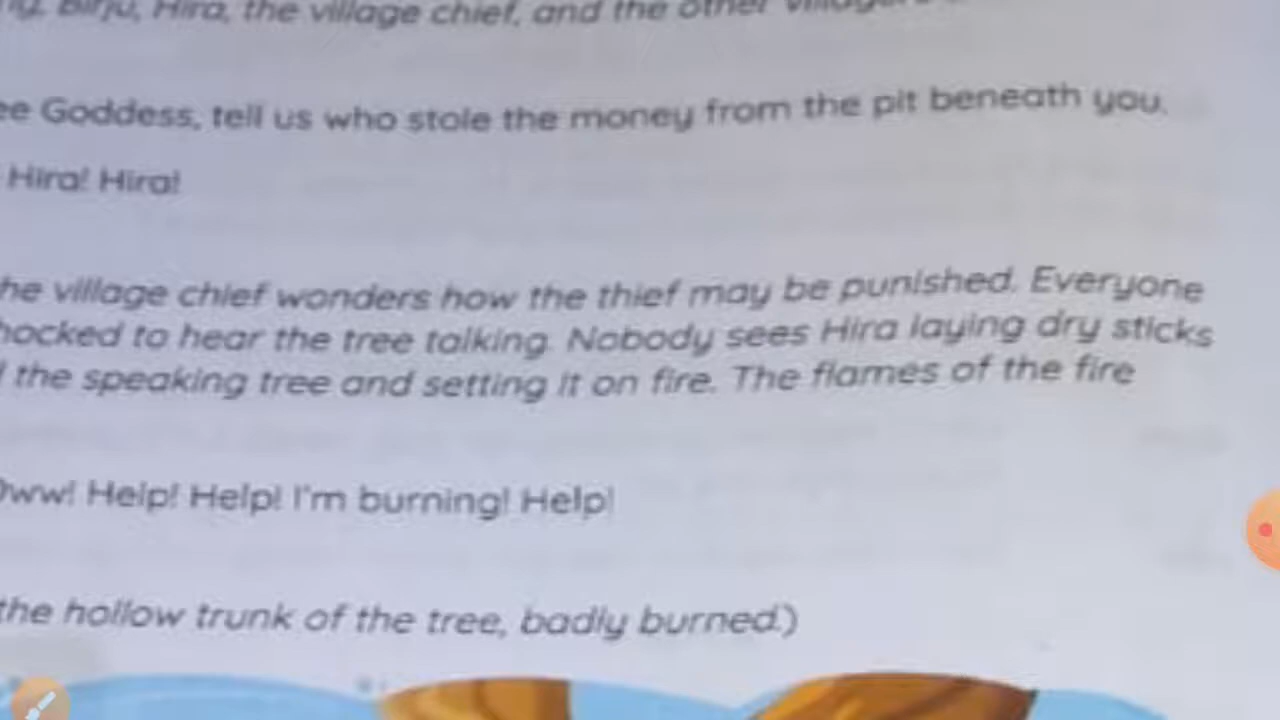 Birju, Hira, the village chief, and the other
Goddess, tell us who stole the money from the pit beneath you.
Hira! Hira!
he village chief wonders how the thief may be punished. Everyone
hocked to hear the tree talking. Nobody sees Hira laying dry sticks
the speaking tree and setting it on fire. The flames of the fire
Oww! Help! Help! I'm burning! Help!
the hollow trunk of the tree, badly burned.)